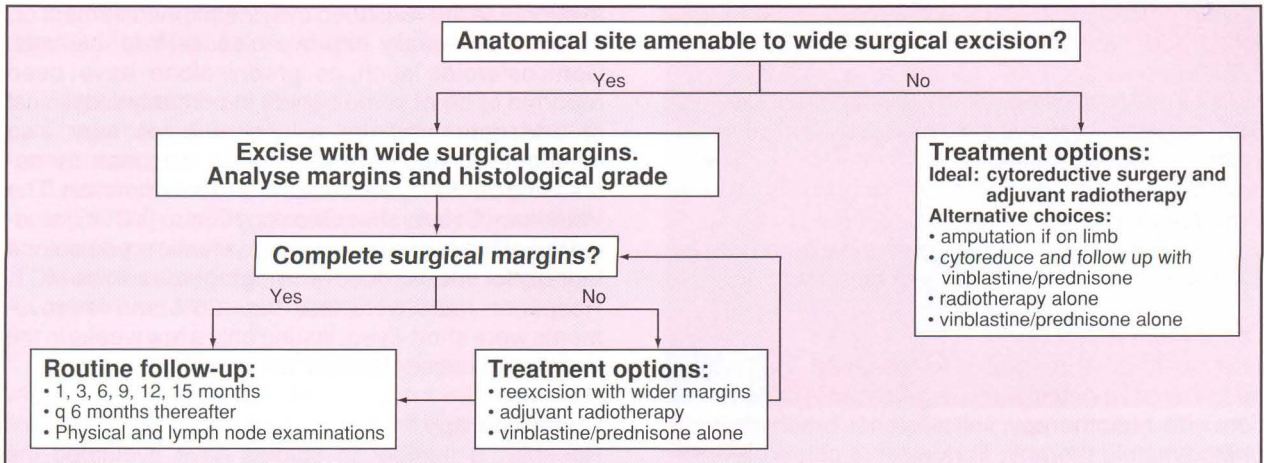 Anatomical site amenable to wide surgical excision?
Yes
No
Excise with wide surgical margins.
Analyse margins and histological grade
Treatment options:
Ideal: cytoreductive surgery and
adjuvant radiotherapy
Alternative choices:
• amputation if on limb
• cytoreduce and follow up with
vinblastine/prednisone
• radiotherapy alone
• vinblastine/prednisone alone
Complete surgical margins?
Yes
No
Routine follow-up:
• 1, 3, 6, 9, 12, 15 months
• q 6 months thereafter
• Physical and lymph node examinations
Treatment options:
• reexcision with wider margins
• adjuvant radiotherapy
• vinblastine/prednisone alone